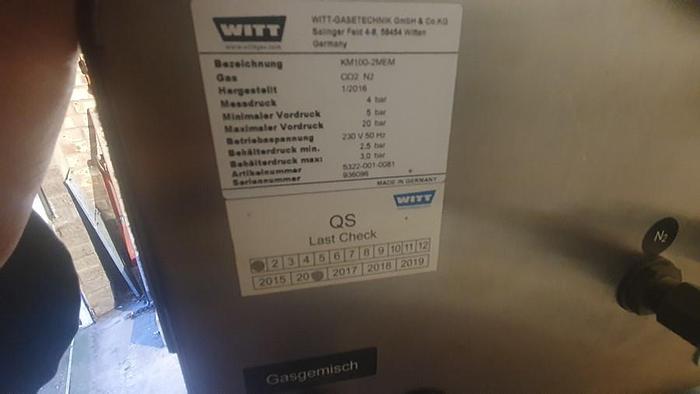 WITT
www.wittgas.com
WITT-GASETECHNIK GmbH & Co.KG
Salinger Feld 4-8, 58454 Witten
Germany
Bezeichnung KM100-2MEM
Gas CO2 N2
Hergestellt 1/2016
Messdruck 4 bar
Minimaler Vordruck 5 bar
Maximaler Vordruck 20 bar
Betriebsspannung 230 V 50 Hz
Behälterdruck min. 2,5 bar
Behälterdruck max: 3,0 bar
Artikelnummer 5322-001-0081
Seriennummer 936096
MADE IN GERMANY
WITT
QS
Last Check
2 3 4 5 6 7 8 9 10 11 12
2015 20 2017 2018 2019
N2
Gasgemisch